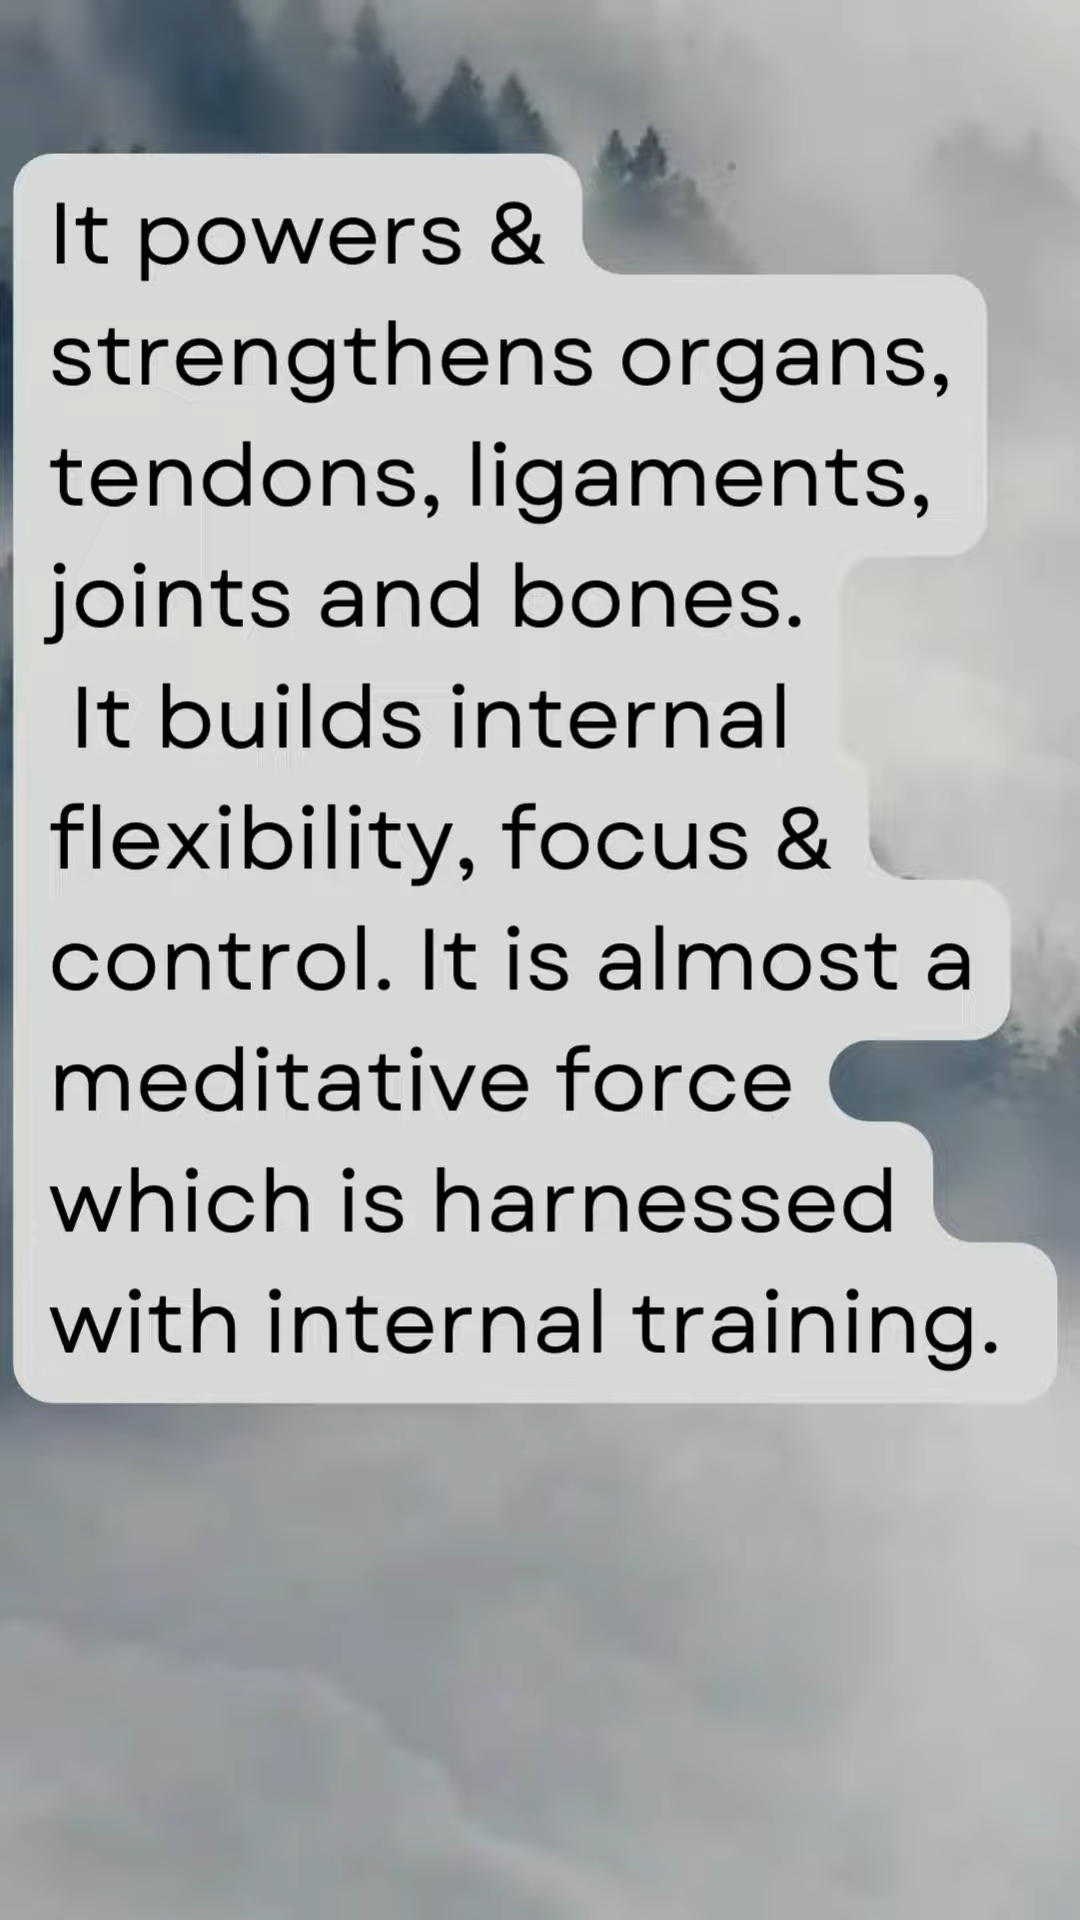 It powers &
strengthens organs,
tendons, ligaments,
joints and bones.
It builds internal
flexibility, focus &
control. It is almost a
meditative force
which is harnessed
with internal training.